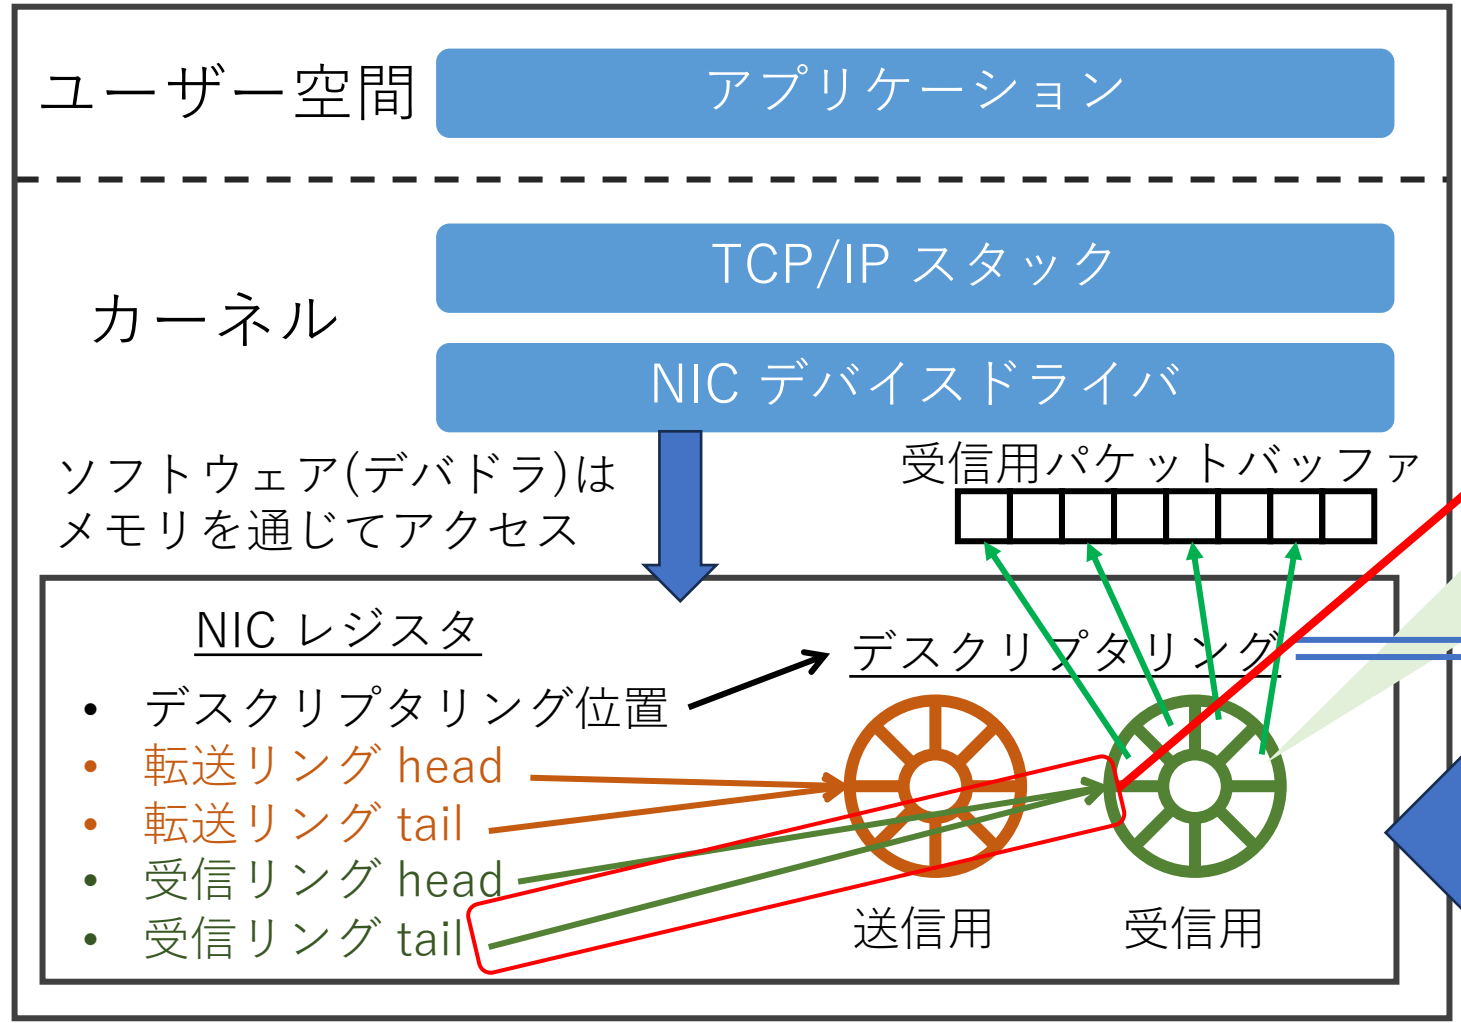 ユーザー空間
アプリケーション
TCP/IP スタック
カーネル
NIC デバイスドライバ
ソフトウェア(デバドラ)は
メモリを通じてアクセス
受信用パケットバッファ
NIC レジスタ
デスクリプタリング
• デスクリプタリング位置
• 転送リング head
• 転送リング tail
• 受信リング head
• 受信リング tail
送信用
受信用